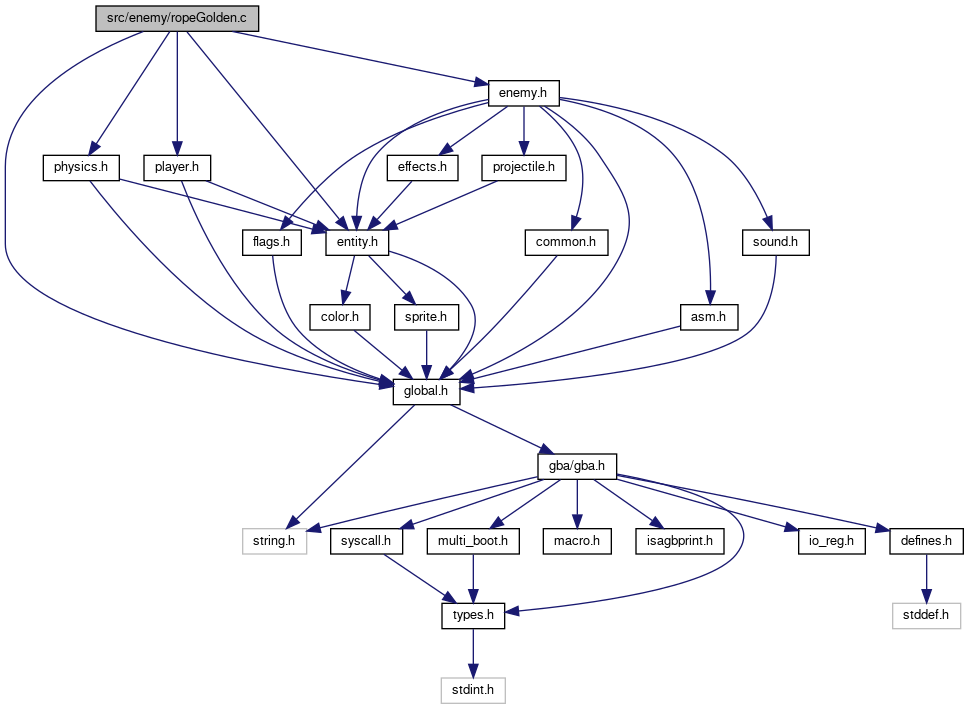 src/enemy/ropeGolden.c
enemy.h
physics.h
player.h
effects.h
projectile.h
flags.h
entity.h
common.h
sound.h
color.h
sprite.h
asm.h
global.h
gba/gba.h
string.h
syscall.h
multi_boot.h
macro.h
isagbprint.h
io_reg.h
defines.h
types.h
stddef.h
stdint.h